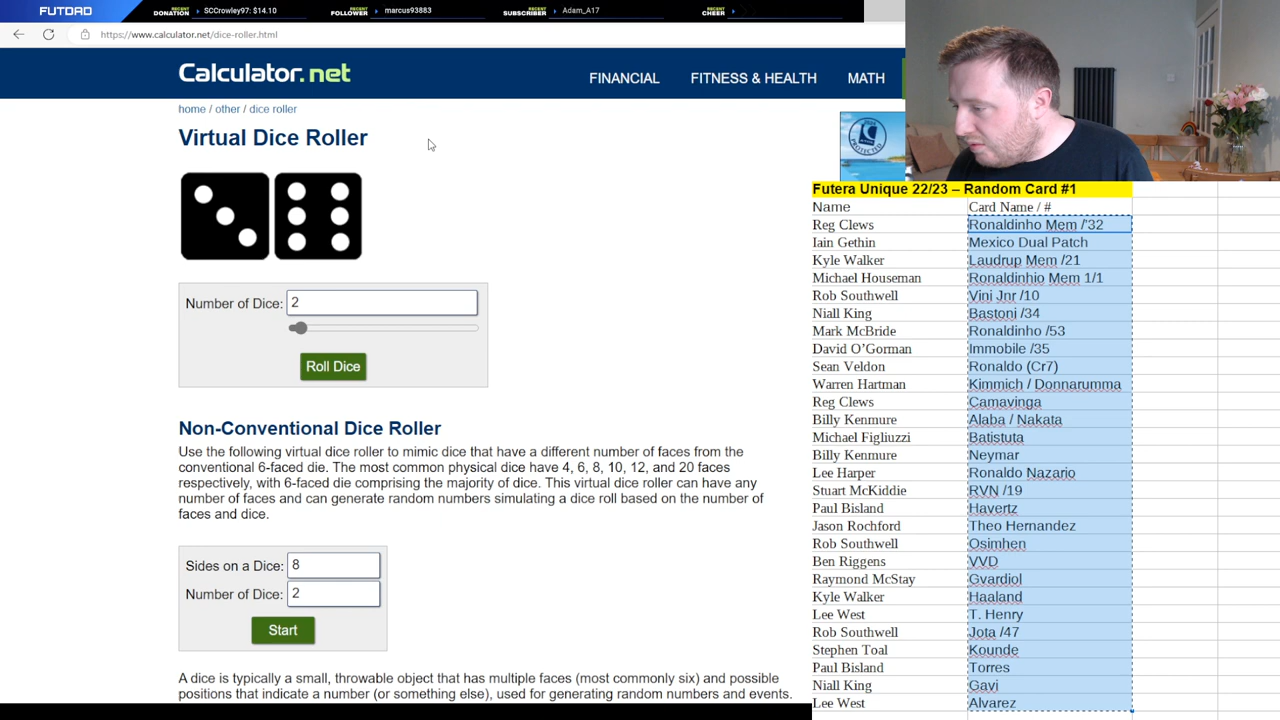 FUTDAD
RECENT DONATION SCCrowley97: $14.10
RECENT FOLLOWER marcus93883
RECENT SUBSCRIBER Adam_A17
RECENT CHEER
https://www.calculator.net/dice-roller.html
Calculator.net
FINANCIAL FITNESS & HEALTH MATH
home / other / dice roller
Virtual Dice Roller
Number of Dice: 2
Roll Dice
Non-Conventional Dice Roller
Use the following virtual dice roller to mimic dice that have a different number of faces from the
conventional 6-faced die. The most common physical dice have 4, 6, 8, 10, 12, and 20 faces
respectively, with 6-faced die comprising the majority of dice. This virtual dice roller can have any
number of faces and can generate random numbers simulating a dice roll based on the number of
faces and dice.
Sides on a Dice: 8
Number of Dice: 2
Start
A dice is typically a small, throwable object that has multiple faces (most commonly six) and possible
positions that indicate a number (or something else), used for generating random numbers and events.
PROTECTED
Futera Unique 22/23 – Random Card #1
Name Card Name / #
Reg Clews Ronaldinho Mem /'32
Iain Gethin Mexico Dual Patch
Kyle Walker Laudrup Mem /21
Michael Houseman Ronaldinhio Mem 1/1
Rob Southwell Vini Jnr /10
Niall King Bastoni /34
Mark McBride Ronaldinho /53
David O’Gorman Immobile /35
Sean Veldon Ronaldo (Cr7)
Warren Hartman Kimmich / Donnarumma
Reg Clews Camavinga
Billy Kenmure Alaba / Nakata
Michael Figliuzzi Batistuta
Billy Kenmure Neymar
Lee Harper Ronaldo Nazario
Stuart McKiddie RVN /19
Paul Bisland Havertz
Jason Rochford Theo Hernandez
Rob Southwell Osimhen
Ben Riggens VVD
Raymond McStay Gvardiol
Kyle Walker Haaland
Lee West T. Henry
Rob Southwell Jota /47
Stephen Toal Kounde
Paul Bisland Torres
Niall King Gavi
Lee West Alvarez